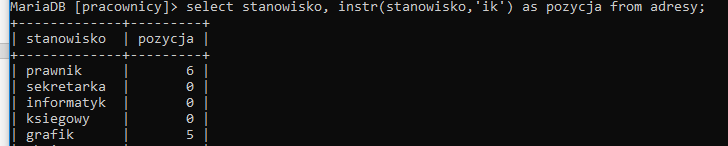 MariaDB [pracownicy]> select stanowisko, instr(stanowisko,'ik') as pozycja from adresy;
+------------+---------+
| stanowisko | pozycja |
+------------+---------+
| prawnik | 6 |
| sekretarka | 0 |
| informatyk | 0 |
| ksiegowy | 0 |
| grafik | 5 |